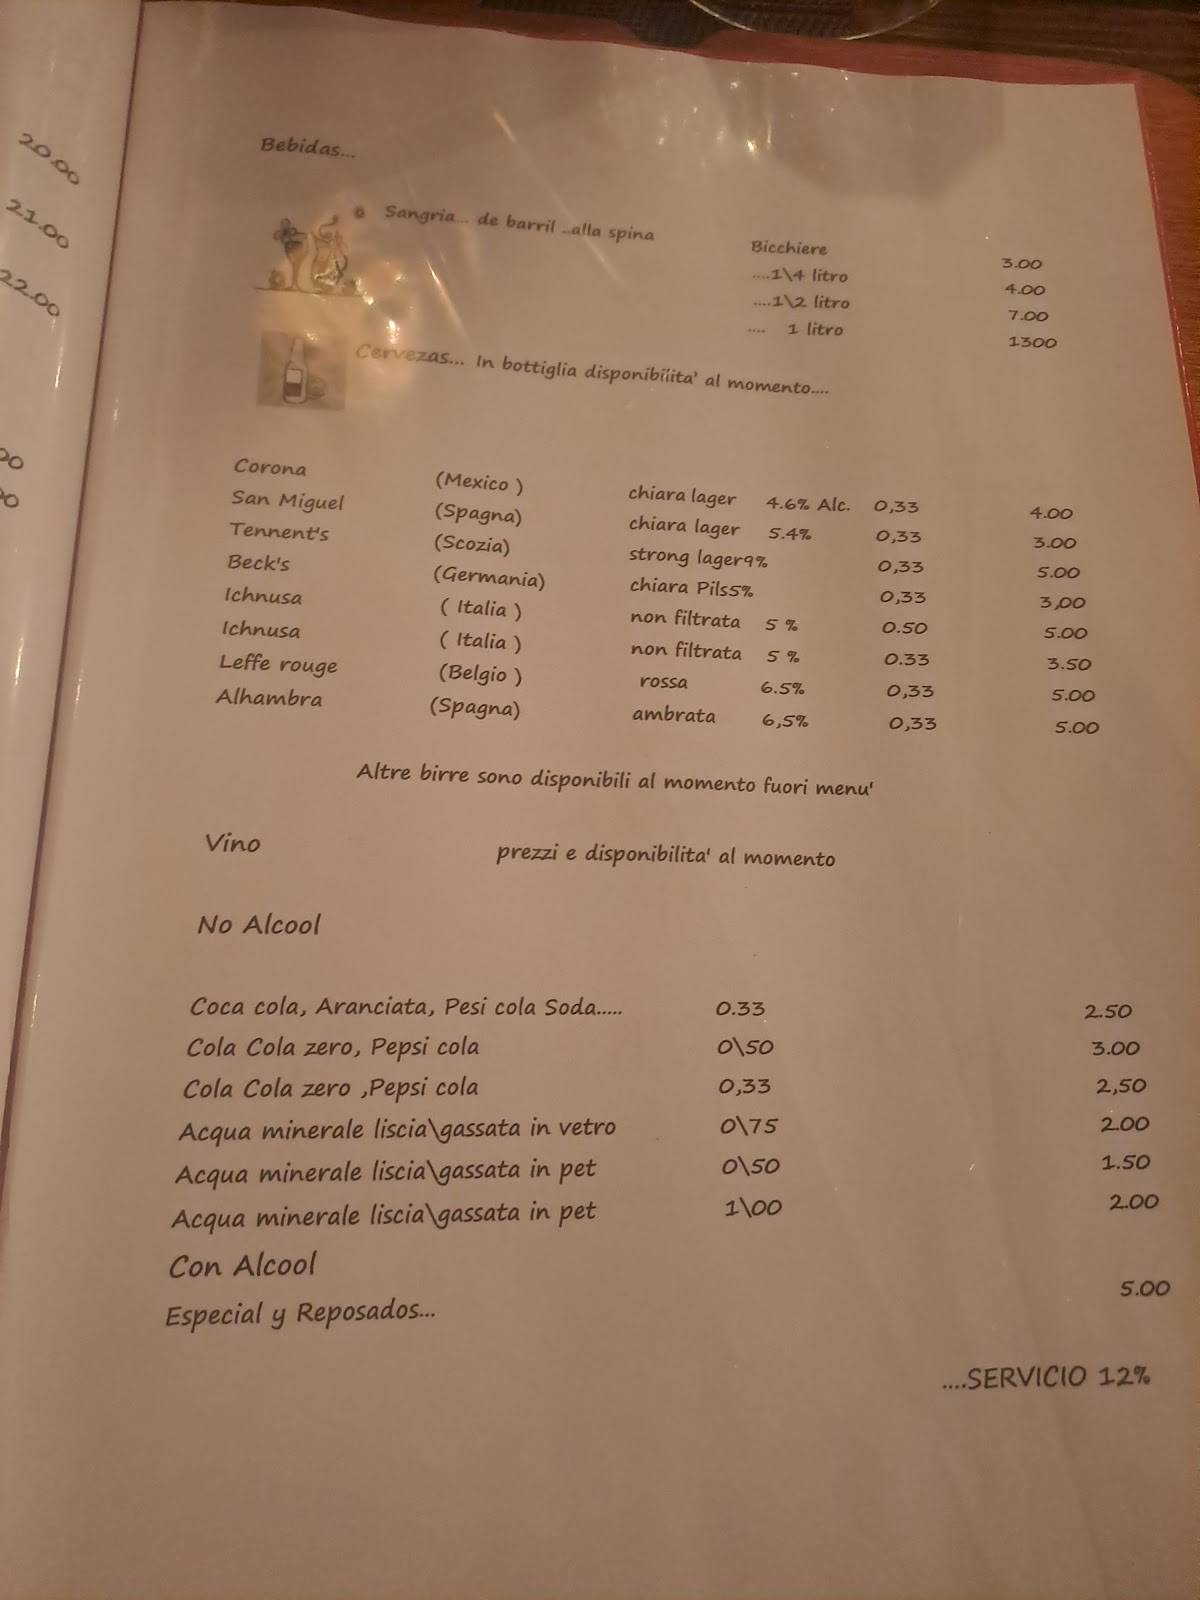 20.00
21.00
22.00
Bebidas...
Sangria... de barril ..alla spina
Bicchiere 3.00
....1\4 litro 4.00
....1\2 litro 7.00
.... 1 litro 1300
Cervezas... In bottiglia disponibiíita' al momento....
Corona (Mexico ) chiara lager 4.6% Alc. 0,33 4.00
San Miguel (Spagna) chiara lager 5.4% 0,33 3.00
Tennent's (Scozia) strong lager9% 0,33 5.00
Beck's (Germania) chiara Pils5% 0,33 3,00
Ichnusa ( Italia ) non filtrata 5 % 0.50 5.00
Ichnusa ( Italia ) non filtrata 5 % 0.33 3.50
Leffe rouge (Belgio ) rossa 6.5% 0,33 5.00
Alhambra (Spagna) ambrata 6,5% 0,33 5.00
Altre birre sono disponibili al momento fuori menu'
Vino prezzi e disponibilita' al momento
No Alcool
Coca cola, Aranciata, Pesi cola Soda..... 0.33 2.50
Cola Cola zero, Pepsi cola 0\50 3.00
Cola Cola zero ,Pepsi cola 0,33 2,50
Acqua minerale liscia\gassata in vetro 0\75 2.00
Acqua minerale liscia\gassata in pet 0\50 1.50
Acqua minerale liscia\gassata in pet 1\00 2.00
Con Alcool
Especial y Reposados... 5.00
....SERVICIO 12%